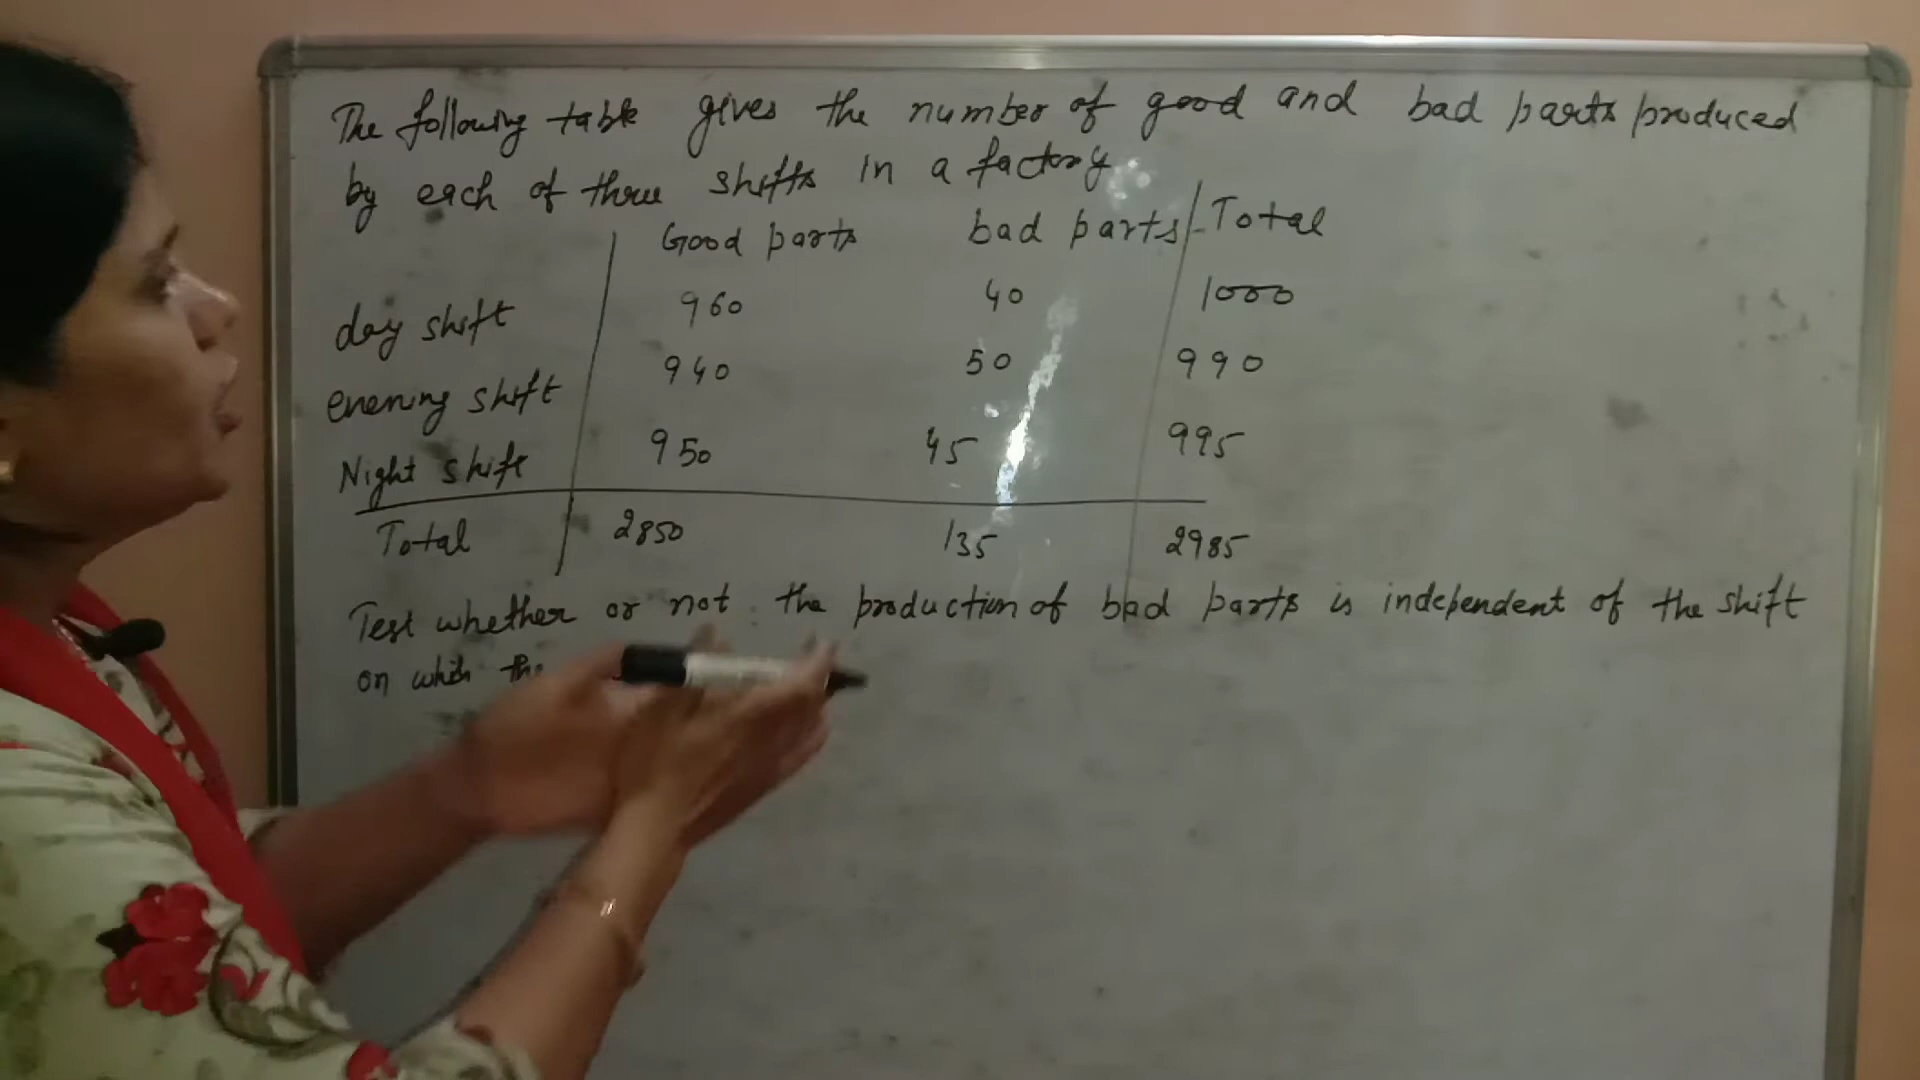 The following table gives the number of good and bad parts produced
by each of three shifts in a factory
Good parts bad parts Total
day shift 960 40 1000
evening shift 940 50 990
Night shift 950 45 995
Total 2850 135 2985
Test whether or not the production of bad parts is independent of the shift
on which the